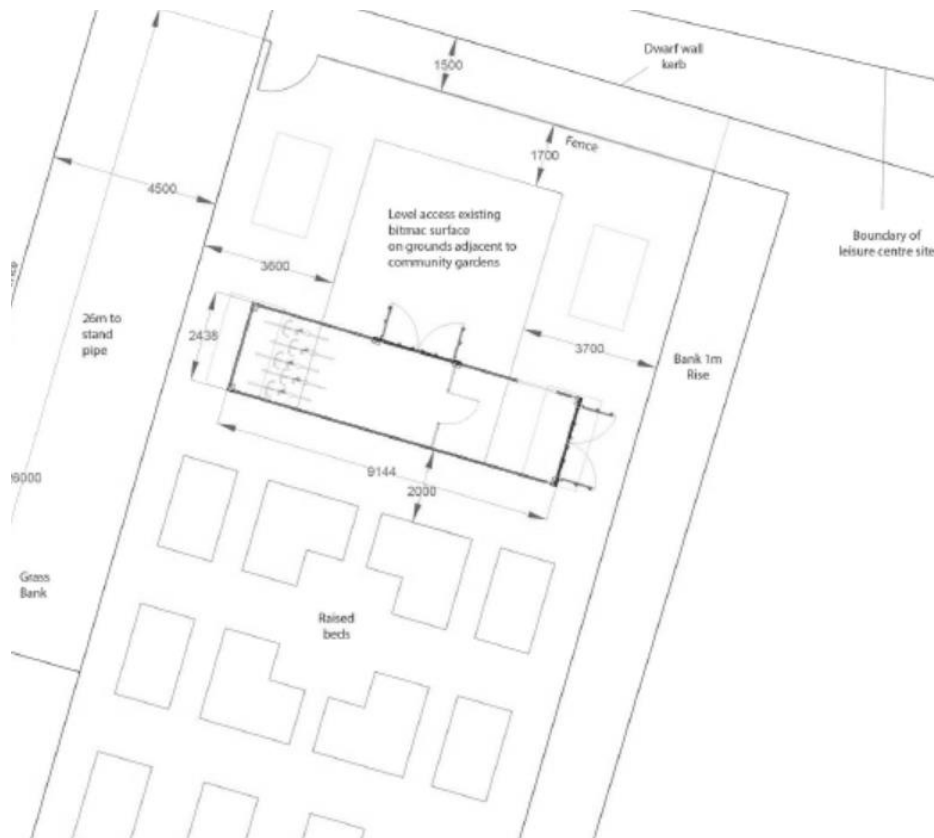 Dwarf wall
kerb
1500
Fence
1700
4500
Level access existing
bitmac surface
on grounds adjacent to
community gardens
Boundary of
leisure centre site
3600
26m to
stand
pipe
2438
3700
Bank 1m
Rise
9144
2000
6000
Grass
Bank
Raised
beds